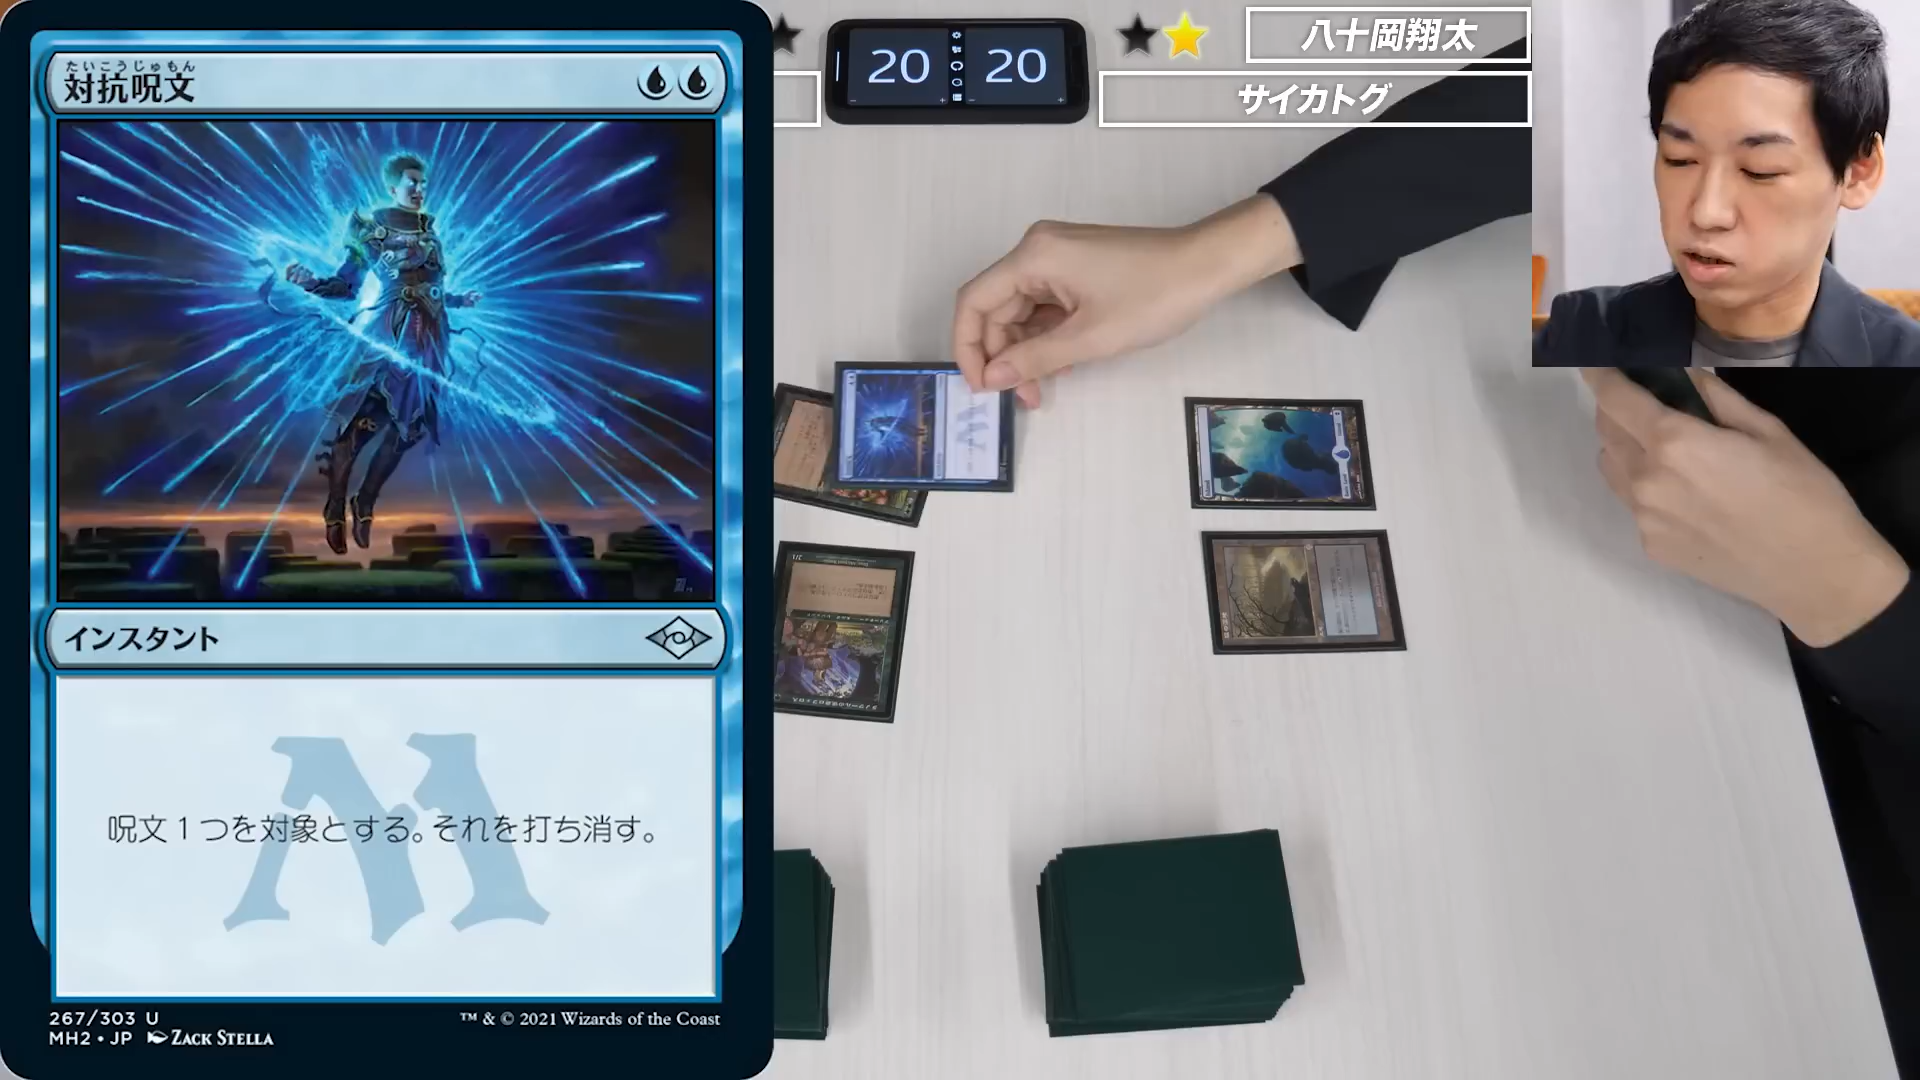 たいこうじゅもん
対抗呪文
インスタント
呪文1つを対象とする。それを打ち消す。
267/303 U
MH2 • JP ZACK STELLA
™ & © 2021 Wizards of the Coast
20 20
八十岡翔太
サイカトグ